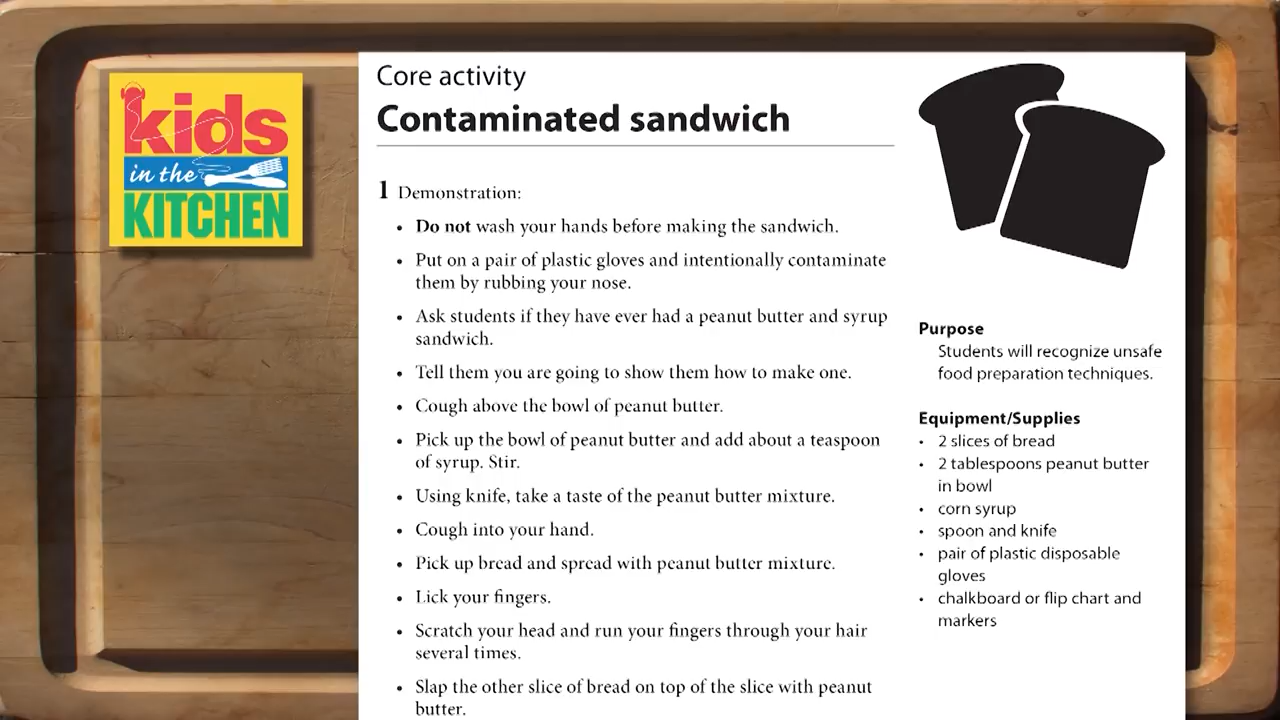 kids
in the
KITCHEN
Core activity
Contaminated sandwich
1 Demonstration:
• Do not wash your hands before making the sandwich.
• Put on a pair of plastic gloves and intentionally contaminate
them by rubbing your nose.
• Ask students if they have ever had a peanut butter and syrup
sandwich.
• Tell them you are going to show them how to make one.
• Cough above the bowl of peanut butter.
• Pick up the bowl of peanut butter and add about a teaspoon
of syrup. Stir.
• Using knife, take a taste of the peanut butter mixture.
• Cough into your hand.
• Pick up bread and spread with peanut butter mixture.
• Lick your fingers.
• Scratch your head and run your fingers through your hair
several times.
• Slap the other slice of bread on top of the slice with peanut
butter.
Purpose
Students will recognize unsafe
food preparation techniques.
Equipment/Supplies
• 2 slices of bread
• 2 tablespoons peanut butter
in bowl
• corn syrup
• spoon and knife
• pair of plastic disposable
gloves
• chalkboard or flip chart and
markers